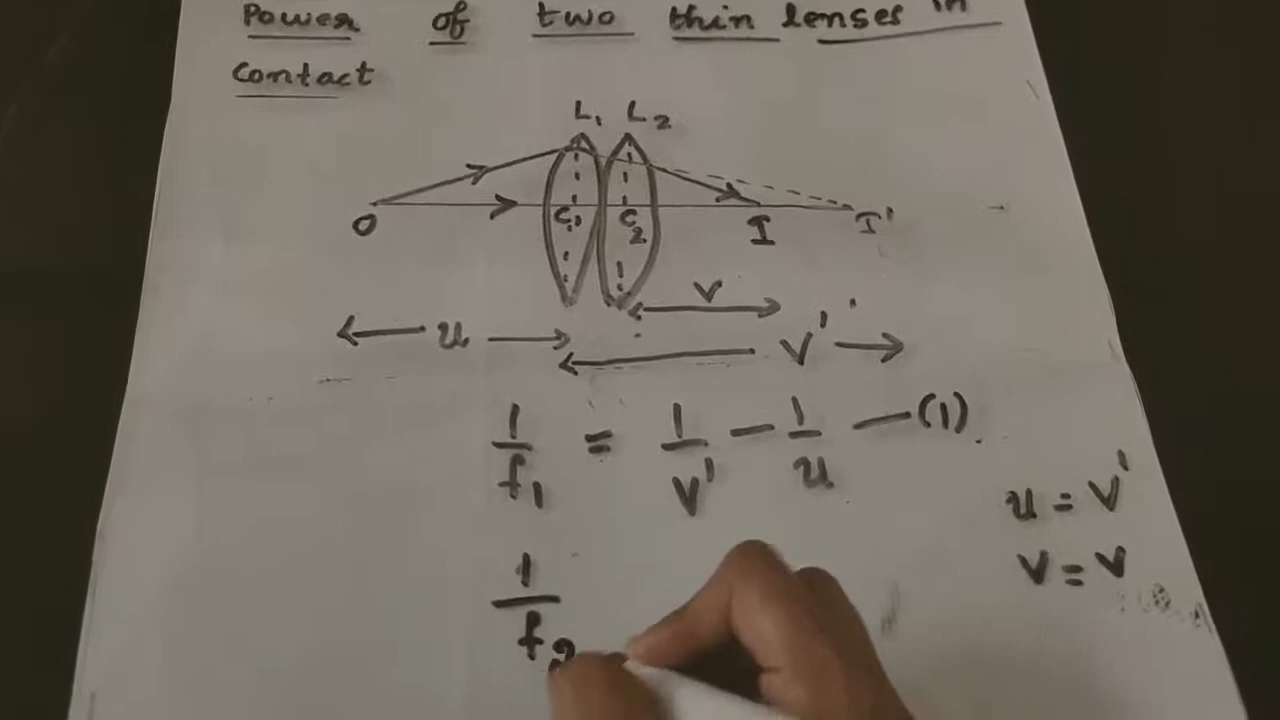 Power of two thin lenses in
Contact
L₁ L₂
O C₁ C₂ I I'
V
u V'
1/f₁ = 1/V' - 1/u — (1)
u = V'
V = V
1/f₂